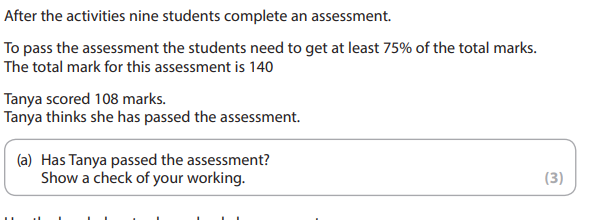 After the activities nine students complete an assessment.
To pass the assessment the students need to get at least 75% of the total marks.
The total mark for this assessment is 140
Tanya scored 108 marks.
Tanya thinks she has passed the assessment.
(a) Has Tanya passed the assessment?
Show a check of your working.
(3)